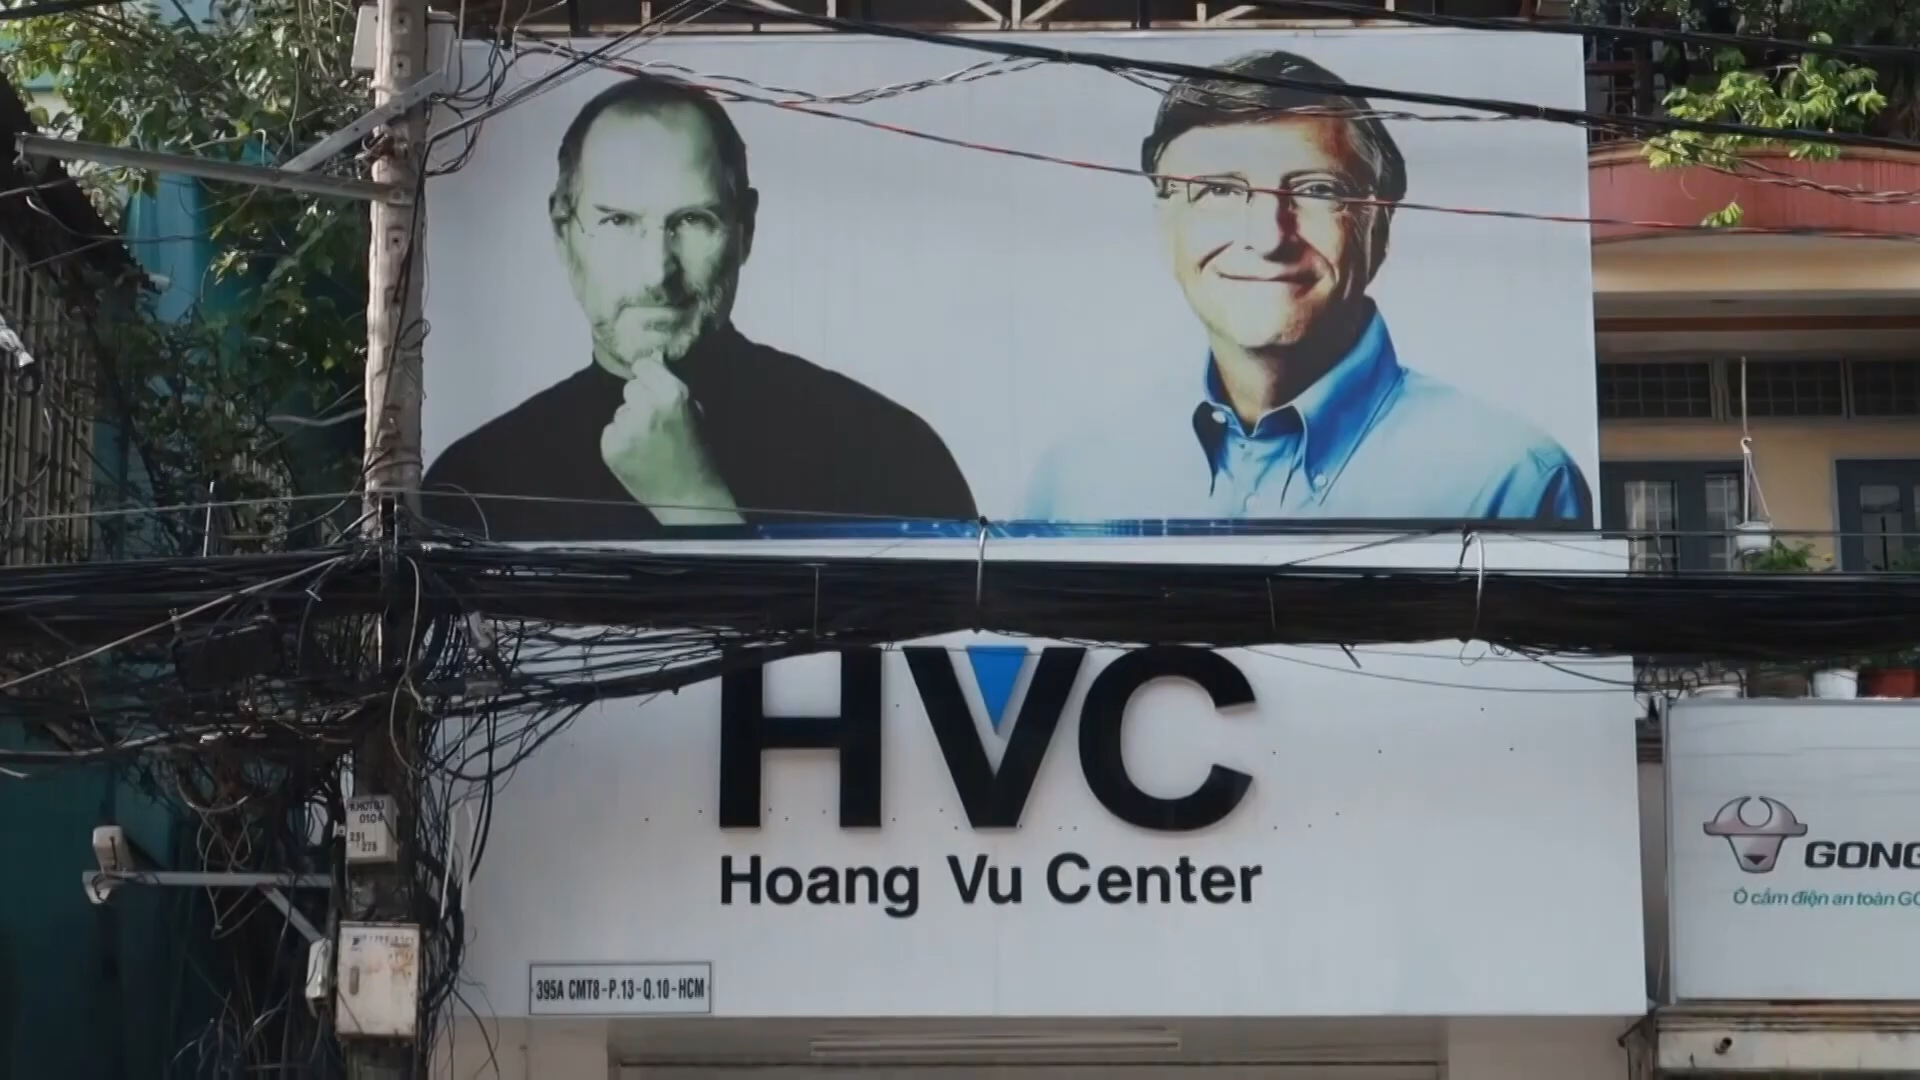 HVC
Hoang Vu Center
395A CMT8-P.13-Q.10-HCM
GONG
Ổ cắm điện an toàn GO